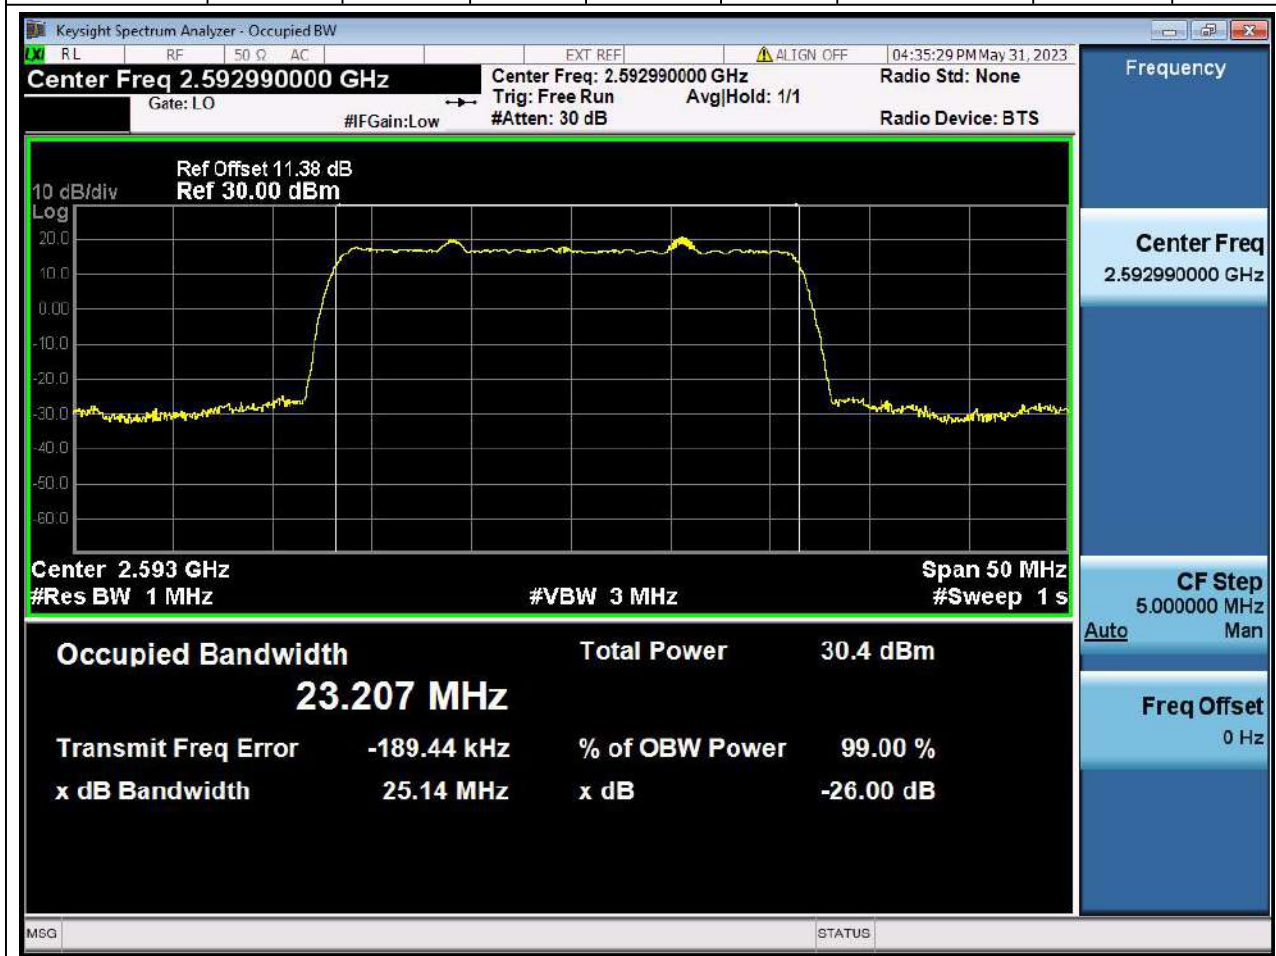 Keysight Spectrum Analyzer - Occupied BW
LXI RL RF 50 Ω AC EXT REF ALIGN OFF 04:35:29 PM May 31, 2023
Center Freq 2.592990000 GHz
Gate: LO
#IFGain:Low
Center Freq: 2.592990000 GHz
Trig: Free Run Avg|Hold: 1/1
#Atten: 30 dB
Radio Std: None
Radio Device: BTS
Frequency
Ref Offset 11.38 dB
10 dB/div Ref 30.00 dBm
Log
20.0
10.0
0.00
-10.0
-20.0
-30.0
-40.0
-50.0
-60.0
Center 2.593 GHz Span 50 MHz
#Res BW 1 MHz #VBW 3 MHz #Sweep 1 s
Center Freq
2.592990000 GHz
CF Step
5.000000 MHz
Auto Man
Freq Offset
0 Hz
Occupied Bandwidth Total Power 30.4 dBm
23.207 MHz
Transmit Freq Error -189.44 kHz % of OBW Power 99.00 %
x dB Bandwidth 25.14 MHz x dB -26.00 dB
MSG STATUS